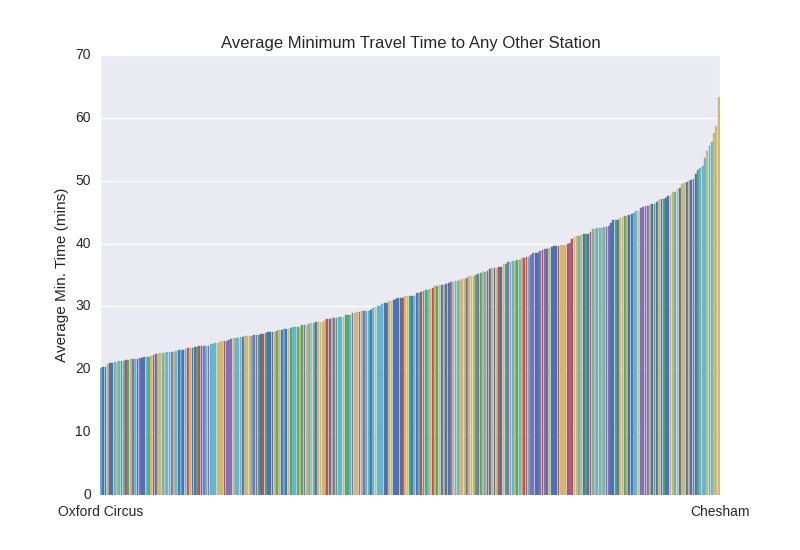 Average Minimum Travel Time to Any Other Station
70
60
50
40
30
20
10
0
Average Min. Time (mins)
Oxford Circus
Chesham